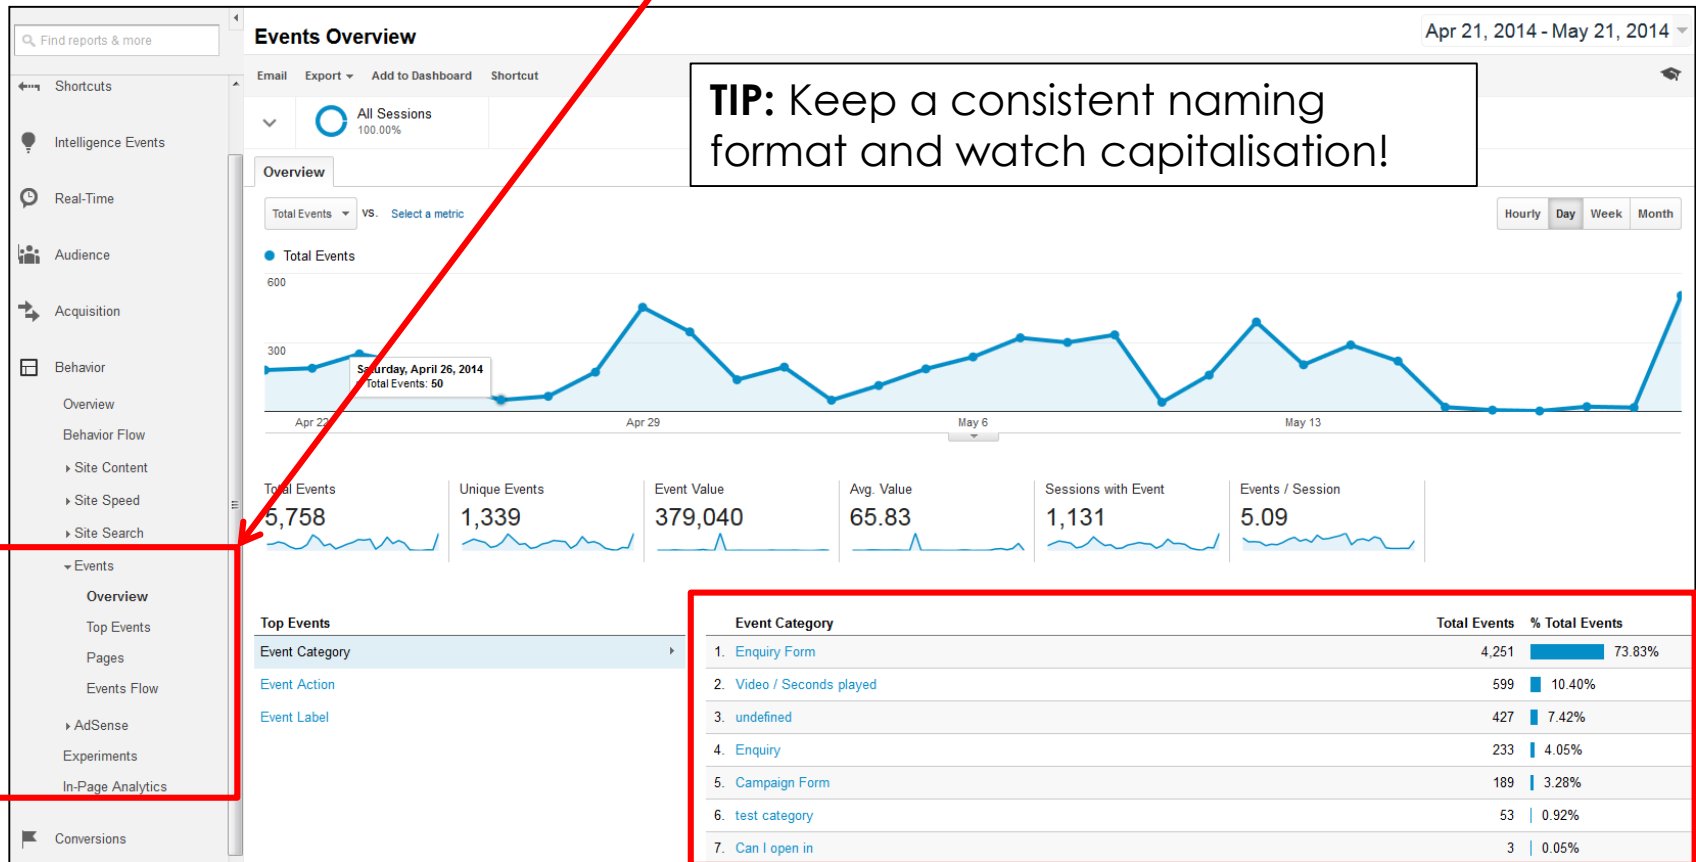 Find reports & more
Shortcuts
Intelligence Events
Real-Time
Audience
Acquisition
Behavior
Overview
Behavior Flow
Site Content
Site Speed
Site Search
Events
Overview
Top Events
Pages
Events Flow
AdSense
Experiments
In-Page Analytics
Conversions
Events Overview
Apr 21, 2014 - May 21, 2014
Email Export Add to Dashboard Shortcut
TIP: Keep a consistent naming
format and watch capitalisation!
All Sessions
100.00%
Overview
Total Events VS. Select a metric
Hourly Day Week Month
Total Events
600
300
Saturday, April 26, 2014
Total Events: 50
Apr 22 Apr 29 May 6 May 13
Total Events Unique Events Event Value Avg. Value Sessions with Event Events / Session
5,758 1,339 379,040 65.83 1,131 5.09
Top Events
Event Category
Event Action
Event Label
Event Category Total Events % Total Events
1. Enquiry Form 4,251 73.83%
2. Video / Seconds played 599 10.40%
3. undefined 427 7.42%
4. Enquiry 233 4.05%
5. Campaign Form 189 3.28%
6. test category 53 0.92%
7. Can I open in 3 0.05%